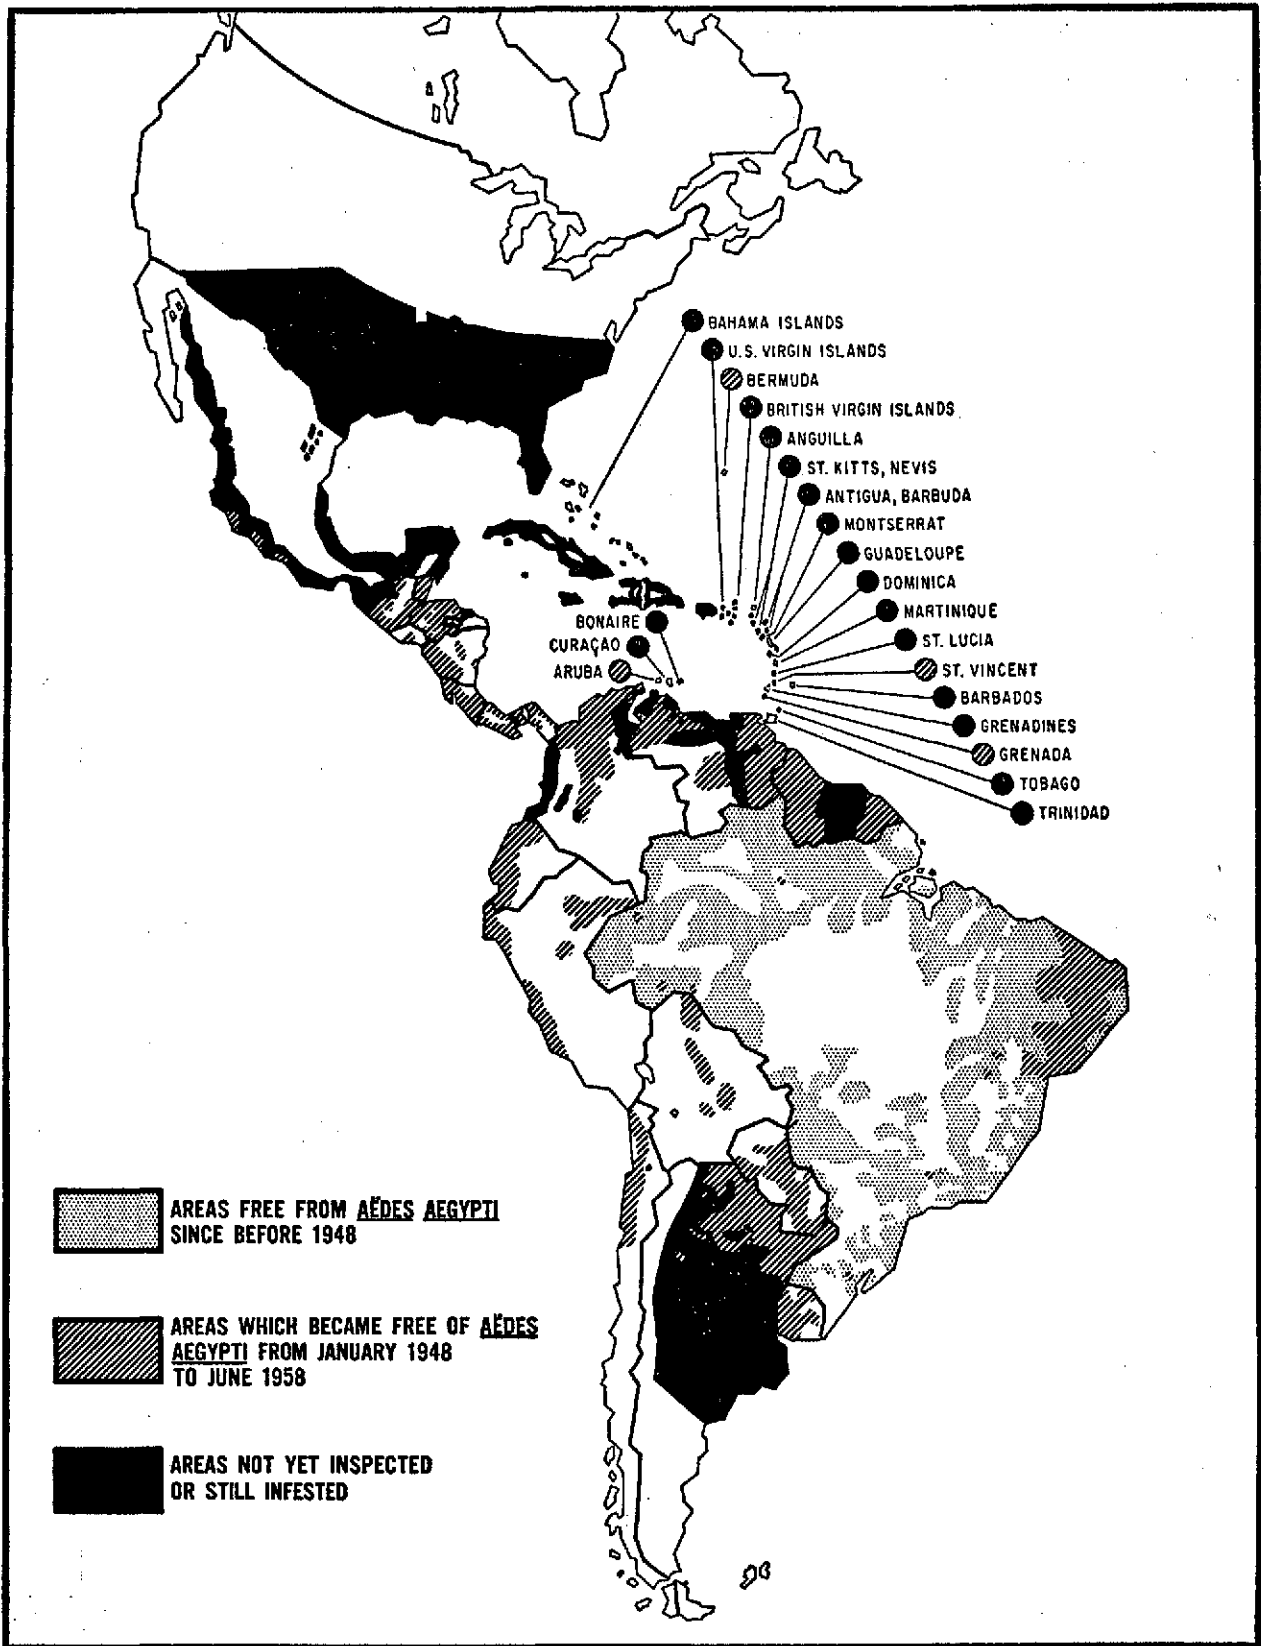 BAHAMA ISLANDS
U.S. VIRGIN ISLANDS
BERMUDA
BRITISH VIRGIN ISLANDS
ANGUILLA
ST. KITTS, NEVIS
ANTIGUA, BARBUDA
MONTSERRAT
GUADELOUPE
DOMINICA
MARTINIQUE
ST. LUCIA
ST. VINCENT
BARBADOS
GRENADINES
GRENADA
TOBAGO
TRINIDAD
BONAIRE
CURAÇAO
ARUBA
AREAS FREE FROM AËDES AEGYPTI
SINCE BEFORE 1948
AREAS WHICH BECAME FREE OF AËDES
AEGYPTI FROM JANUARY 1948
TO JUNE 1958
AREAS NOT YET INSPECTED
OR STILL INFESTED